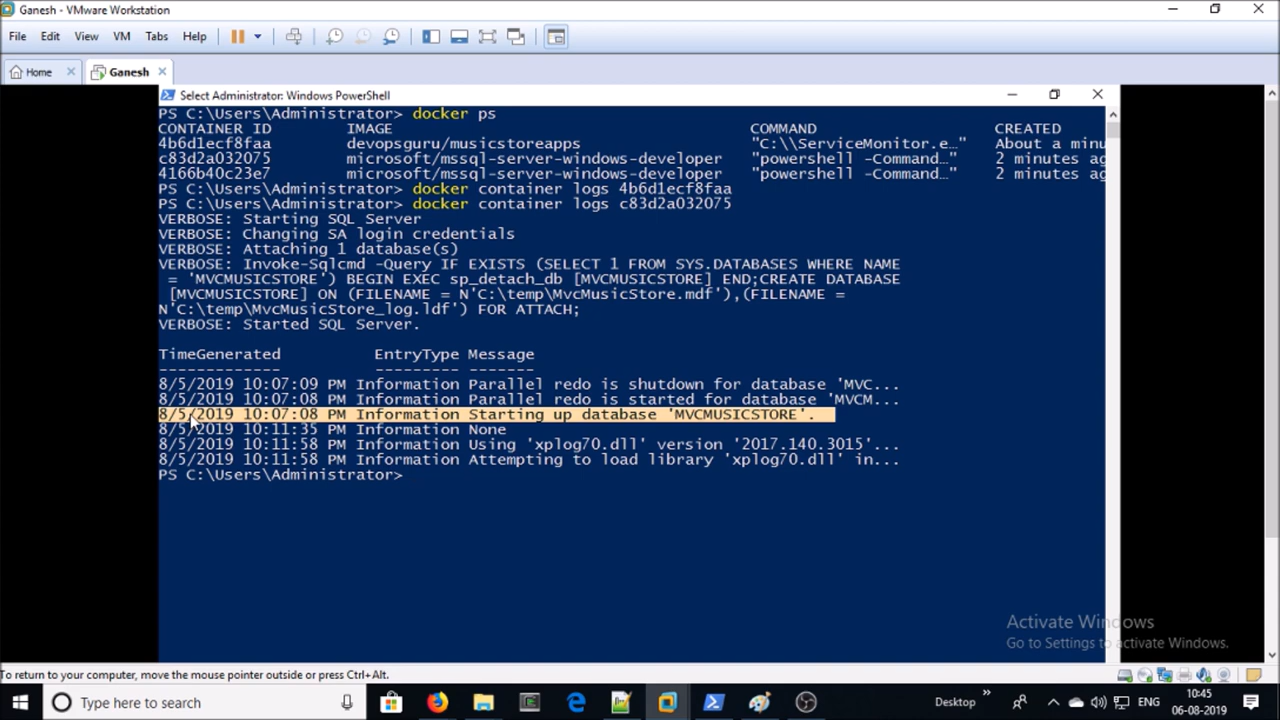 Ganesh - VMware Workstation
File Edit View VM Tabs Help
Home Ganesh
Select Administrator: Windows PowerShell
PS C:\Users\Administrator> docker ps
CONTAINER ID IMAGE COMMAND CREATED
4b6d1ecf8faa devopsguru/musicstoreapps "C:\\ServiceMonitor.e…" About a minu
c83d2a032075 microsoft/mssql-server-windows-developer "powershell -Command…" 2 minutes ag
4166b40c23e7 microsoft/mssql-server-windows-developer "powershell -Command…" 2 minutes ag
PS C:\Users\Administrator> docker container logs 4b6d1ecf8faa
PS C:\Users\Administrator> docker container logs c83d2a032075
VERBOSE: Starting SQL Server
VERBOSE: Changing SA login credentials
VERBOSE: Attaching 1 database(s)
VERBOSE: Invoke-Sqlcmd -Query IF EXISTS (SELECT 1 FROM SYS.DATABASES WHERE NAME
= 'MVCMUSICSTORE') BEGIN EXEC sp_detach_db [MVCMUSICSTORE] END;CREATE DATABASE
[MVCMUSICSTORE] ON (FILENAME = N'C:\temp\MvcMusicStore.mdf'),(FILENAME =
N'C:\temp\MvcMusicStore_log.ldf') FOR ATTACH;
VERBOSE: Started SQL Server.
TimeGenerated EntryType Message
------------- --------- -------
8/5/2019 10:07:09 PM Information Parallel redo is shutdown for database 'MVC...
8/5/2019 10:07:08 PM Information Parallel redo is started for database 'MVCM...
8/5/2019 10:07:08 PM Information Starting up database 'MVCMUSICSTORE'.
8/5/2019 10:11:35 PM Information None
8/5/2019 10:11:58 PM Information Using 'xplog70.dll' version '2017.140.3015'...
8/5/2019 10:11:58 PM Information Attempting to load library 'xplog70.dll' in...
PS C:\Users\Administrator>
Activate Windows
Go to Settings to activate Windows.
To return to your computer, move the mouse pointer outside or press Ctrl+Alt.
Type here to search
Desktop » ENG
10:45
06-08-2019